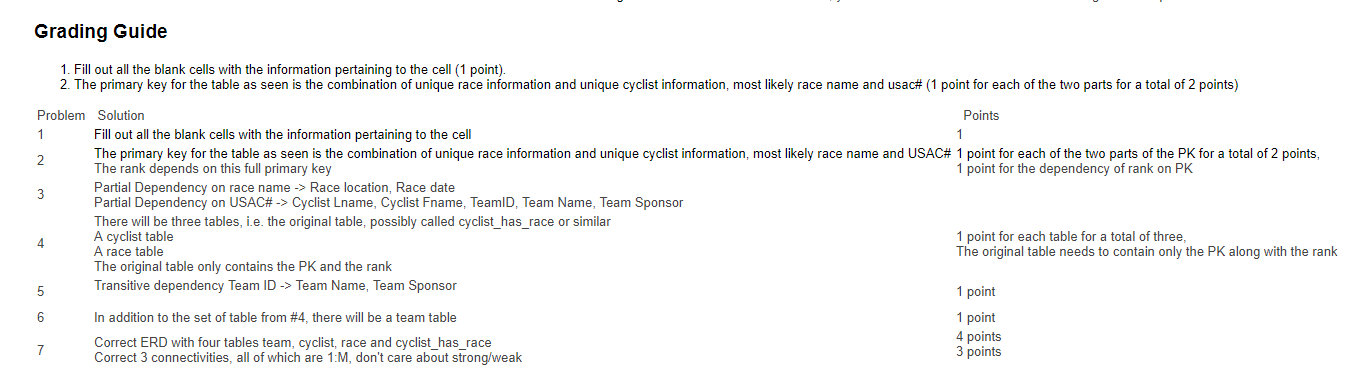 Grading Guide
1. Fill out all the blank cells with the information pertaining to the cell (1 point).
2. The primary key for the table as seen is the combination of unique race information and unique cyclist information, most likely race name and usac# (1 point for each of the two parts for a total of 2 points)
Problem Solution Points
1 Fill out all the blank cells with the information pertaining to the cell 1
2 The primary key for the table as seen is the combination of unique race information and unique cyclist information, most likely race name and USAC# 1 point for each of the two parts of the PK for a total of 2 points,
The rank depends on this full primary key 1 point for the dependency of rank on PK
3 Partial Dependency on race name -> Race location, Race date
Partial Dependency on USAC# -> Cyclist Lname, Cyclist Fname, TeamID, Team Name, Team Sponsor
There will be three tables, i.e. the original table, possibly called cyclist_has_race or similar
4 A cyclist table 1 point for each table for a total of three,
A race table The original table needs to contain only the PK along with the rank
The original table only contains the PK and the rank
5 Transitive dependency Team ID -> Team Name, Team Sponsor 1 point
6 In addition to the set of table from #4, there will be a team table 1 point
7 Correct ERD with four tables team, cyclist, race and cyclist_has_race 4 points
Correct 3 connectivities, all of which are 1:M, don't care about strong/weak 3 points